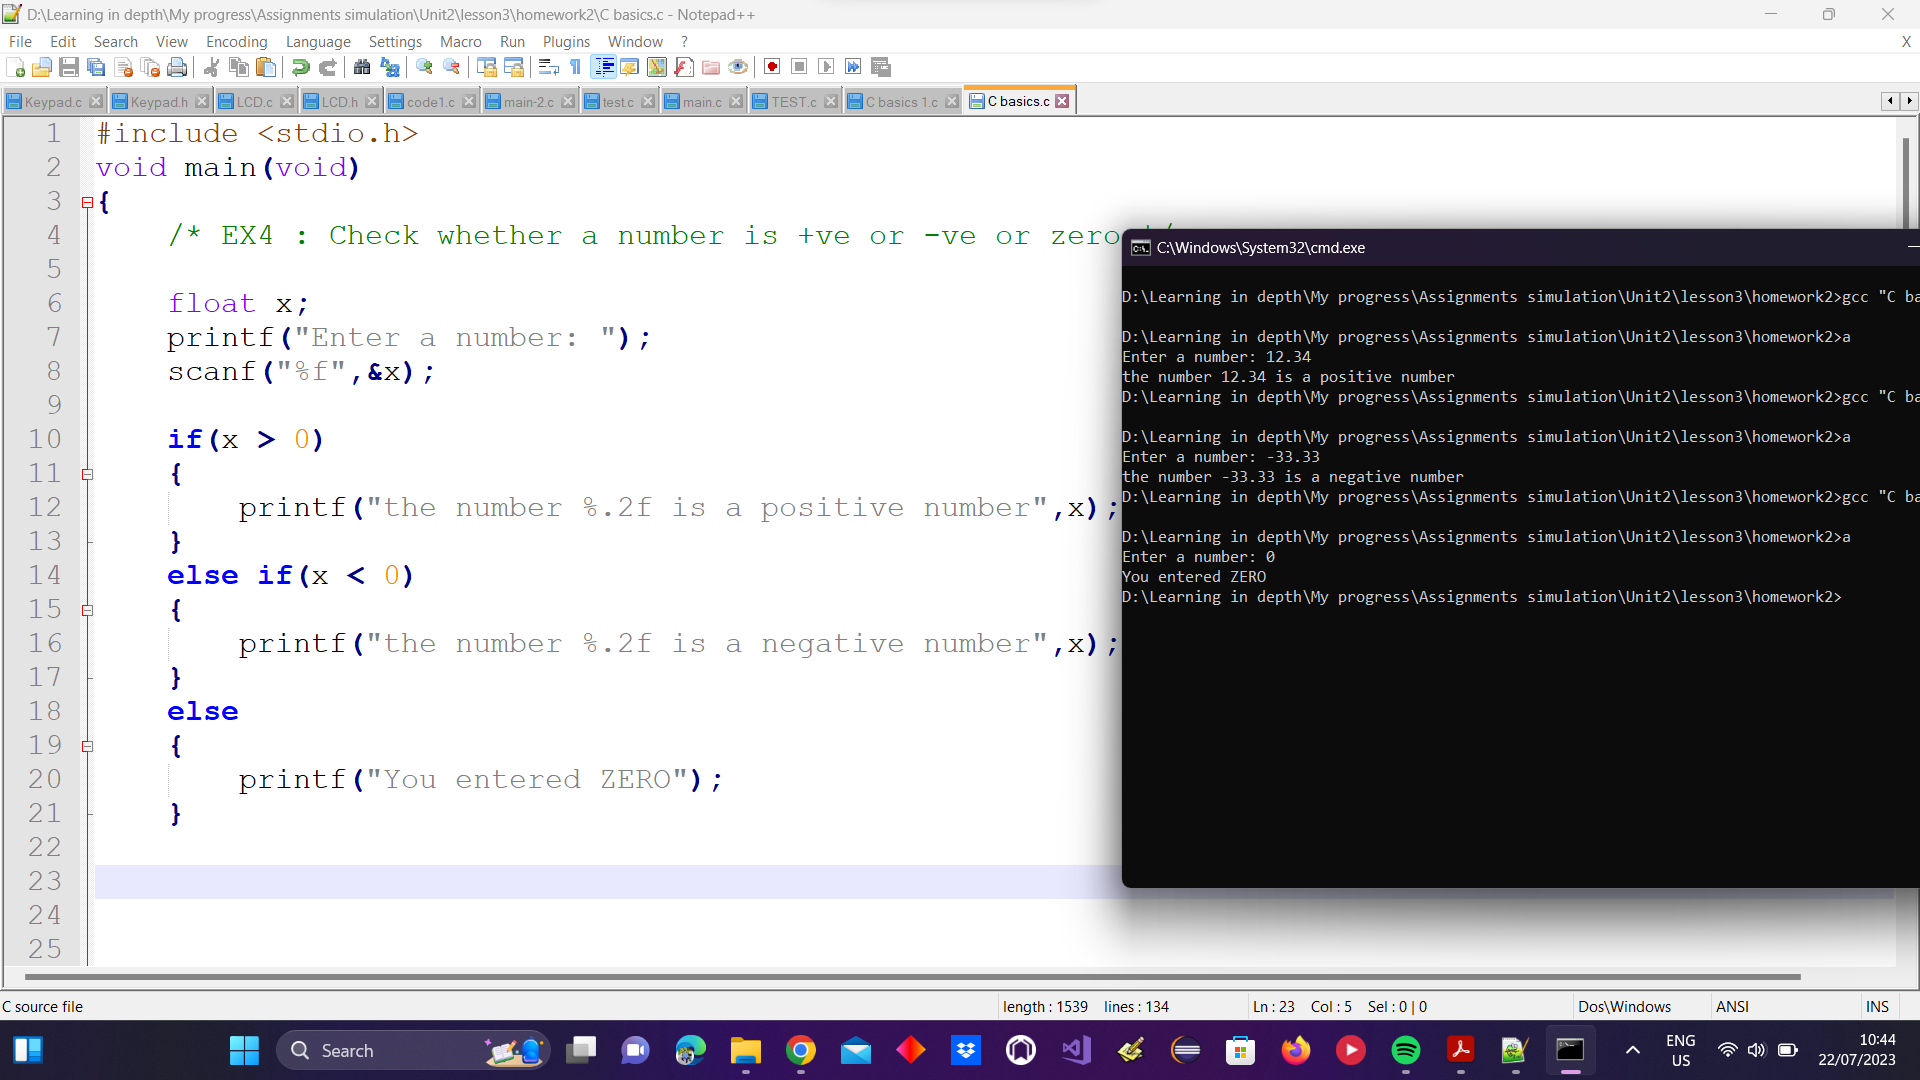 D:\Learning in depth\My progress\Assignments simulation\Unit2\lesson3\homework2\C basics.c - Notepad++
File Edit Search View Encoding Language Settings Macro Run Plugins Window ? X
Keypad.c Keypad.h LCD.c LCD.h code1.c main-2.c test.c main.c TEST.c C basics 1.c C basics.c
1 #include <stdio.h>
2 void main(void)
3 {
4 /* EX4 : Check whether a number is +ve or -ve or zero
5
6 float x;
7 printf("Enter a number: ");
8 scanf("%f",&x);
9
10 if(x > 0)
11 {
12 printf("the number %.2f is a positive number",x);
13 }
14 else if(x < 0)
15 {
16 printf("the number %.2f is a negative number",x);
17 }
18 else
19 {
20 printf("You entered ZERO");
21 }
22
23
24
25
C:\Windows\System32\cmd.exe
D:\Learning in depth\My progress\Assignments simulation\Unit2\lesson3\homework2>gcc "C ba
D:\Learning in depth\My progress\Assignments simulation\Unit2\lesson3\homework2>a
Enter a number: 12.34
the number 12.34 is a positive number
D:\Learning in depth\My progress\Assignments simulation\Unit2\lesson3\homework2>gcc "C ba
D:\Learning in depth\My progress\Assignments simulation\Unit2\lesson3\homework2>a
Enter a number: -33.33
the number -33.33 is a negative number
D:\Learning in depth\My progress\Assignments simulation\Unit2\lesson3\homework2>gcc "C ba
D:\Learning in depth\My progress\Assignments simulation\Unit2\lesson3\homework2>a
Enter a number: 0
You entered ZERO
D:\Learning in depth\My progress\Assignments simulation\Unit2\lesson3\homework2>
C source file length : 1539 lines : 134 Ln : 23 Col : 5 Sel : 0 | 0 Dos\Windows ANSI INS
Search
ENG
US
10:44
22/07/2023